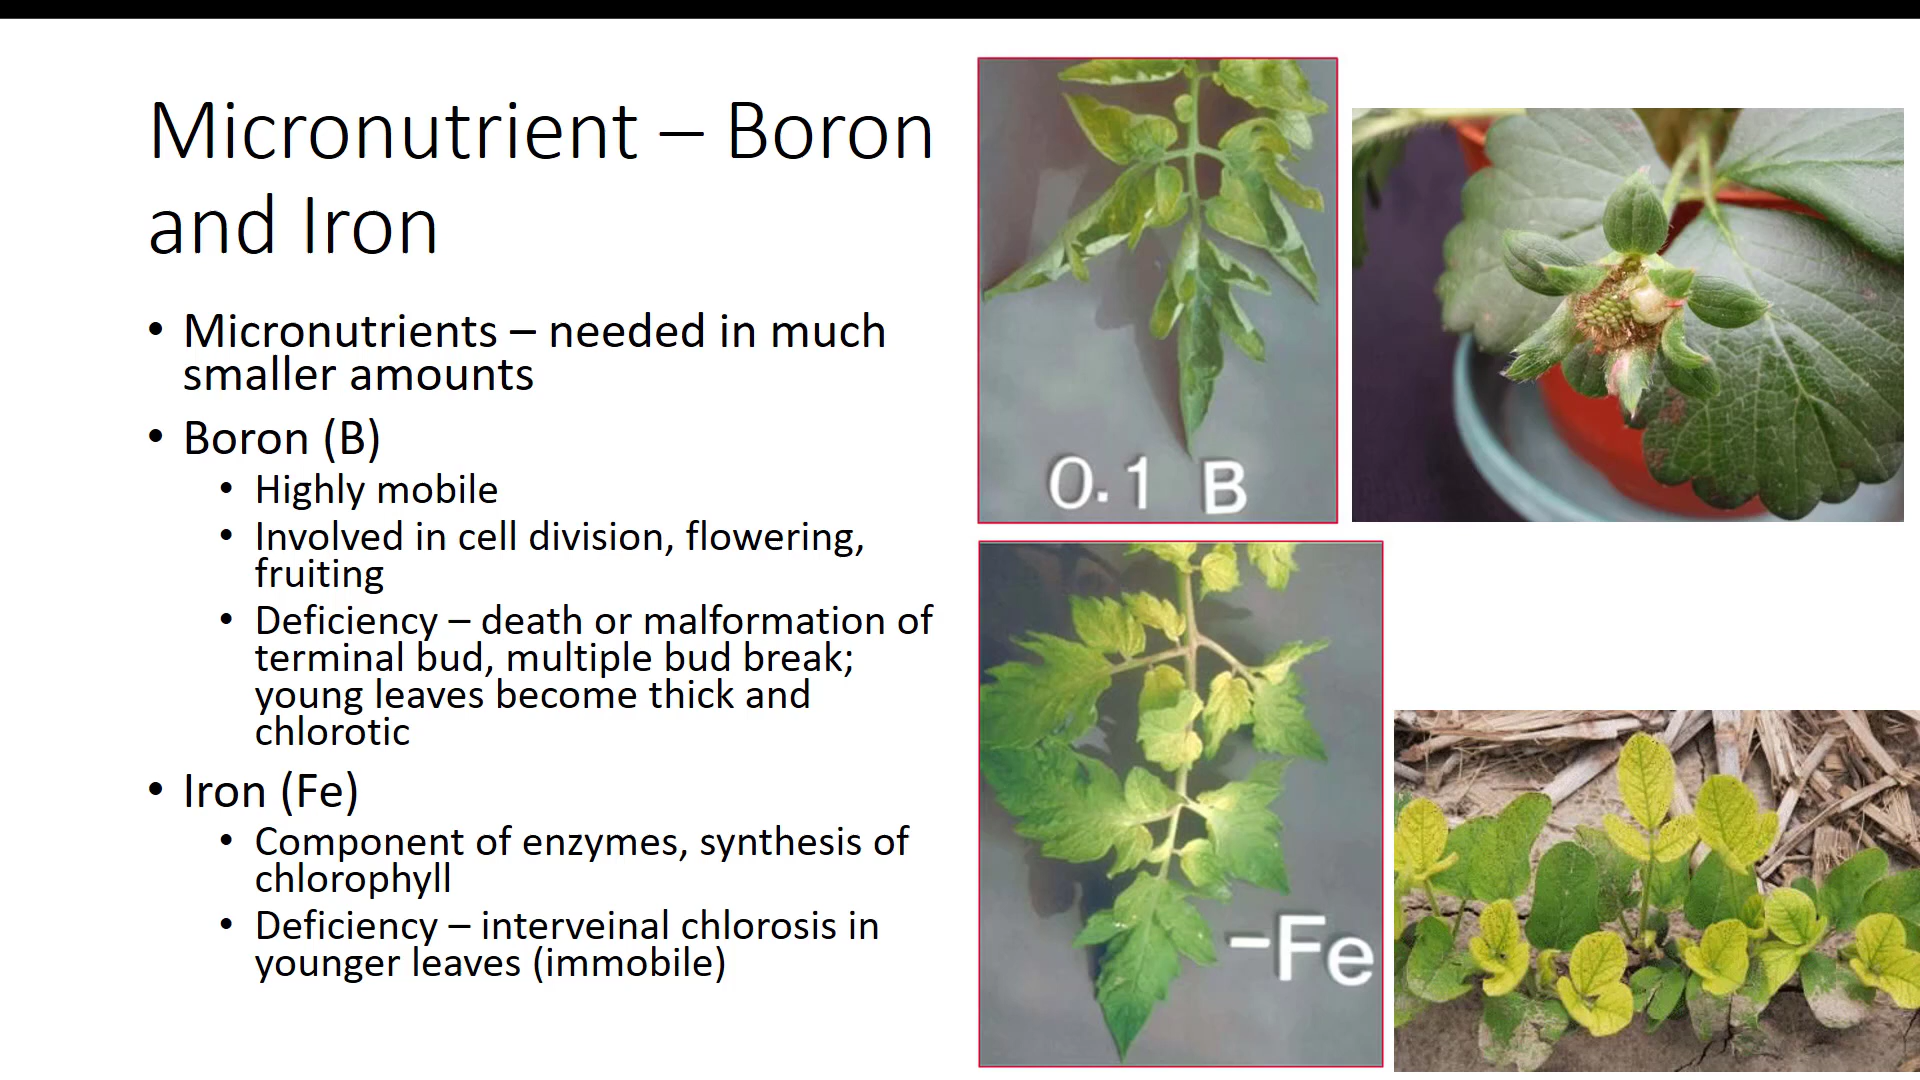 Micronutrient – Boron
and Iron
• Micronutrients – needed in much
smaller amounts
• Boron (B)
• Highly mobile
• Involved in cell division, flowering,
fruiting
• Deficiency – death or malformation of
terminal bud, multiple bud break;
young leaves become thick and
chlorotic
• Iron (Fe)
• Component of enzymes, synthesis of
chlorophyll
• Deficiency – interveinal chlorosis in
younger leaves (immobile)
0.1 B
-Fe